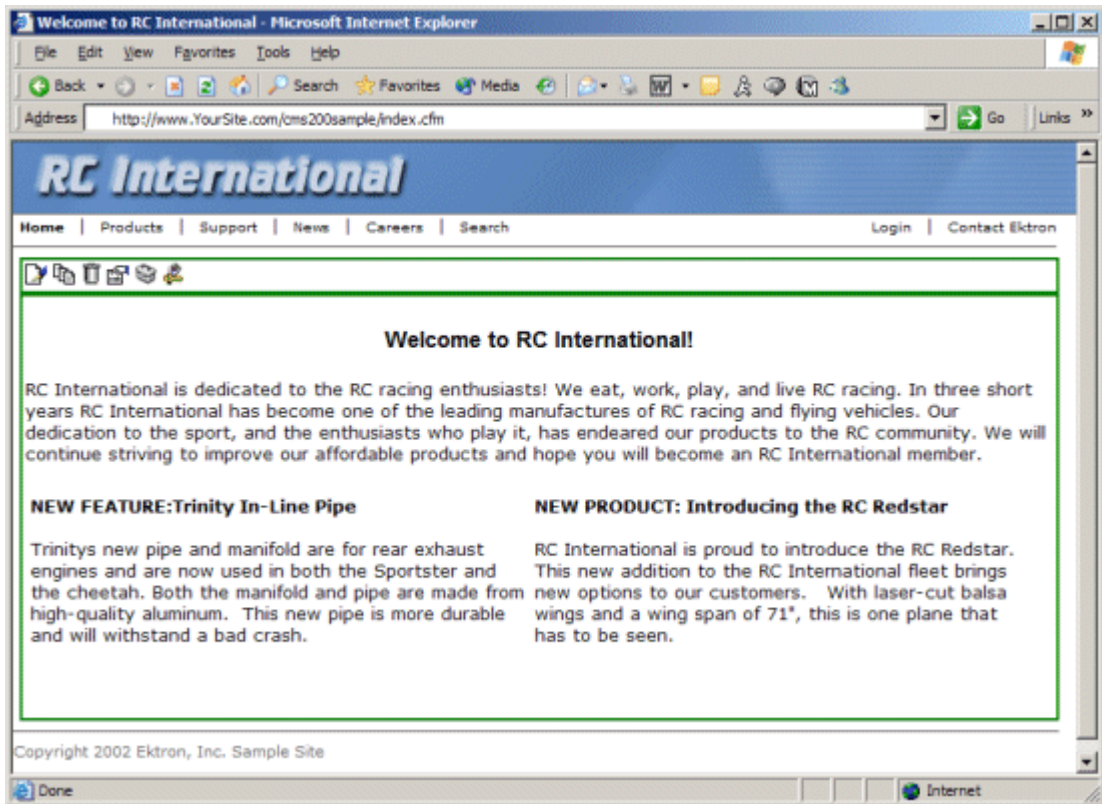 Welcome to RC International - Microsoft Internet Explorer
File Edit View Favorites Tools Help
Back Search Favorites Media
Address http://www.YourSite.com/cms200sample/index.cfm Go Links »
RC International
Home | Products | Support | News | Careers | Search Login | Contact Ektron
Welcome to RC International!
RC International is dedicated to the RC racing enthusiasts! We eat, work, play, and live RC racing. In three short
years RC International has become one of the leading manufactures of RC racing and flying vehicles. Our
dedication to the sport, and the enthusiasts who play it, has endeared our products to the RC community. We will
continue striving to improve our affordable products and hope you will become an RC International member.
NEW FEATURE:Trinity In-Line Pipe
Trinitys new pipe and manifold are for rear exhaust
engines and are now used in both the Sportster and
the cheetah. Both the manifold and pipe are made from
high-quality aluminum. This new pipe is more durable
and will withstand a bad crash.
NEW PRODUCT: Introducing the RC Redstar
RC International is proud to introduce the RC Redstar.
This new addition to the RC International fleet brings
new options to our customers. With laser-cut balsa
wings and a wing span of 71", this is one plane that
has to be seen.
Copyright 2002 Ektron, Inc. Sample Site
Done Internet